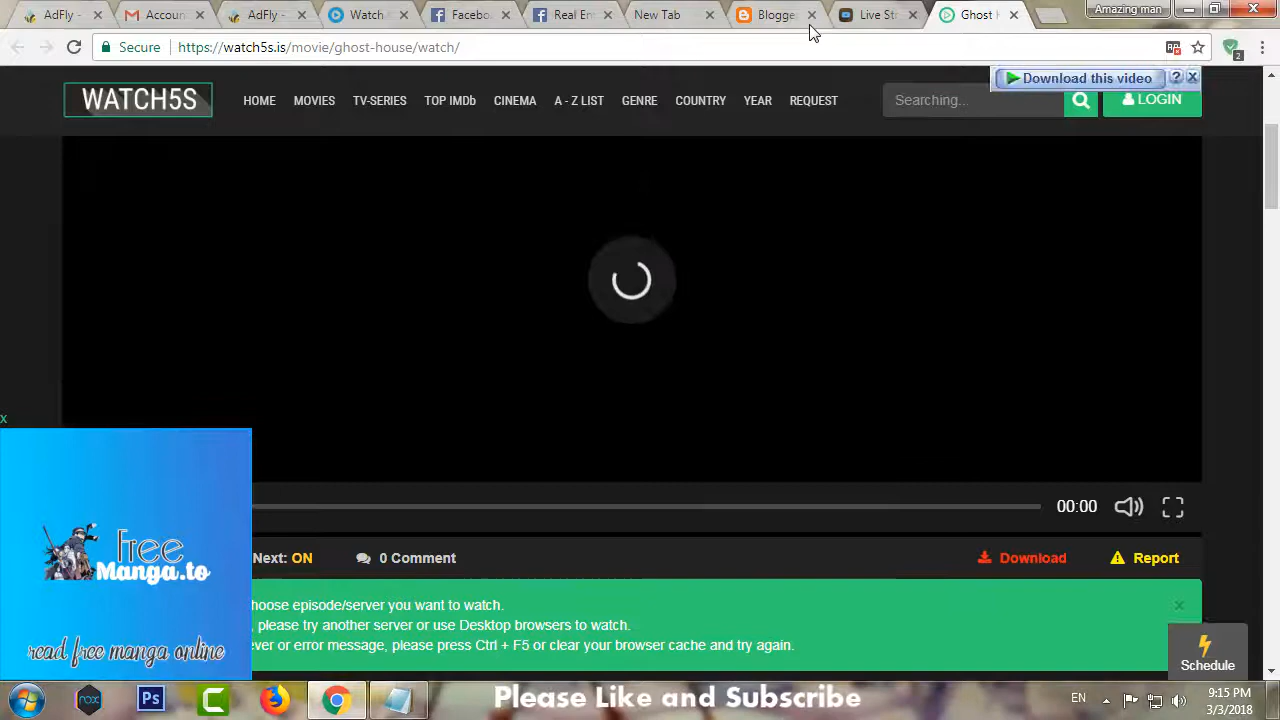 AdFly - Accoun AdFly - Watch Faceboo Real Em New Tab Blogge Live Str Ghost H Amazing man
Secure https://watch5s.is/movie/ghost-house/watch/ 2
Download this video ?
WATCH5S HOME MOVIES TV-SERIES TOP IMDb CINEMA A - Z LIST GENRE COUNTRY YEAR REQUEST Searching... LOGIN
x
00:00
Next: ON 0 Comment Download Report
free
Manga.to
read free manga online
hoose episode/server you want to watch. x
, please try another server or use Desktop browsers to watch.
ever or error message, please press Ctrl + F5 or clear your browser cache and try again.
Schedule
nox Ps C Please Like and Subscribe EN 9:15 PM
3/3/2018